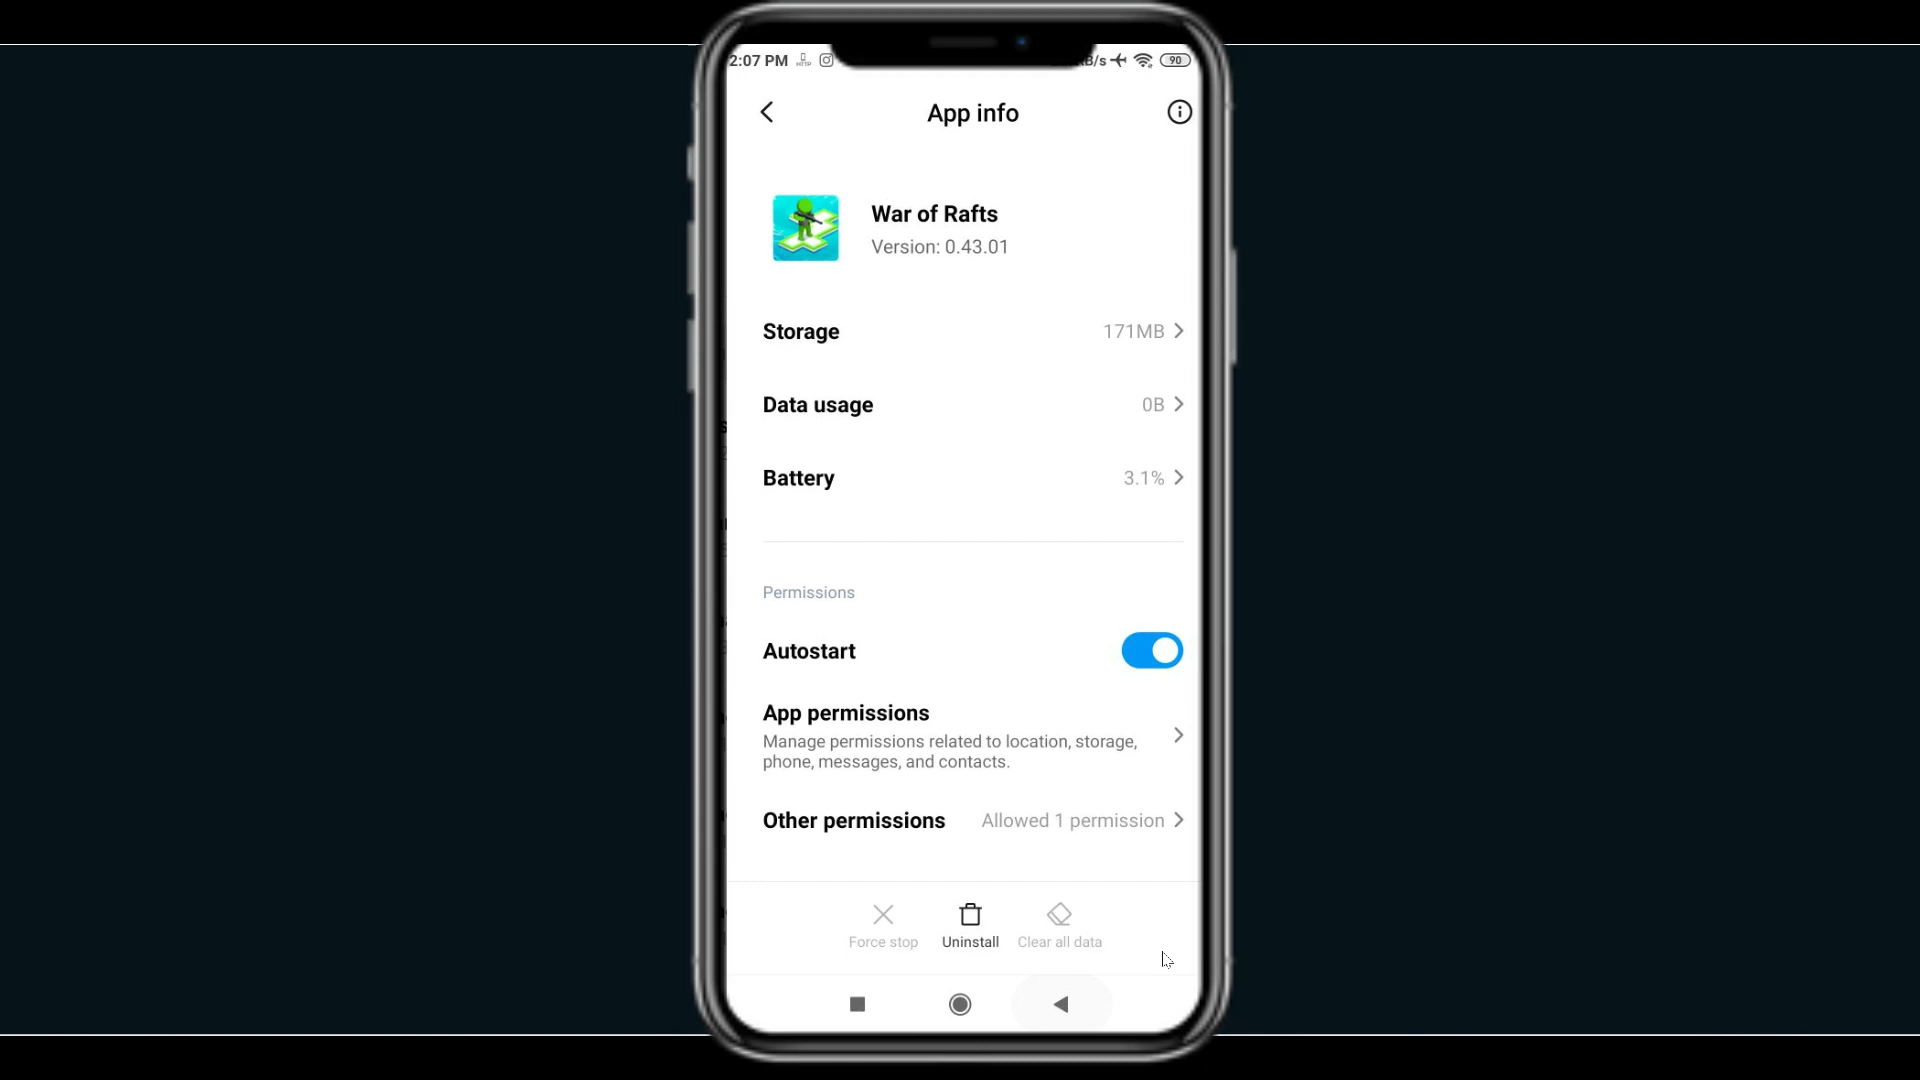 2:07 PM
B/s
90
App info
War of Rafts
Version: 0.43.01
Storage 171MB
Data usage 0B
Battery 3.1%
Permissions
Autostart
App permissions
Manage permissions related to location, storage,
phone, messages, and contacts.
Other permissions Allowed 1 permission
Force stop Uninstall Clear all data